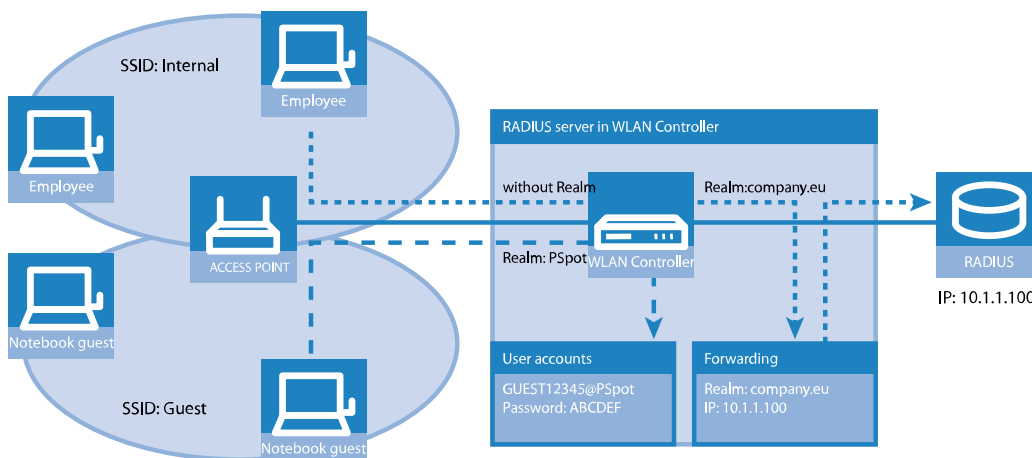 SSID: Internal
Employee
Employee
ACCESS POINT
Notebook guest
SSID: Guest
Notebook guest
RADIUS server in WLAN Controller
without Realm
Realm:company.eu
Realm: PSpot
WLAN Controller
RADIUS
IP: 10.1.1.100
User accounts
GUEST12345@PSpot
Password: ABCDEF
Forwarding
Realm: company.eu
IP: 10.1.1.100